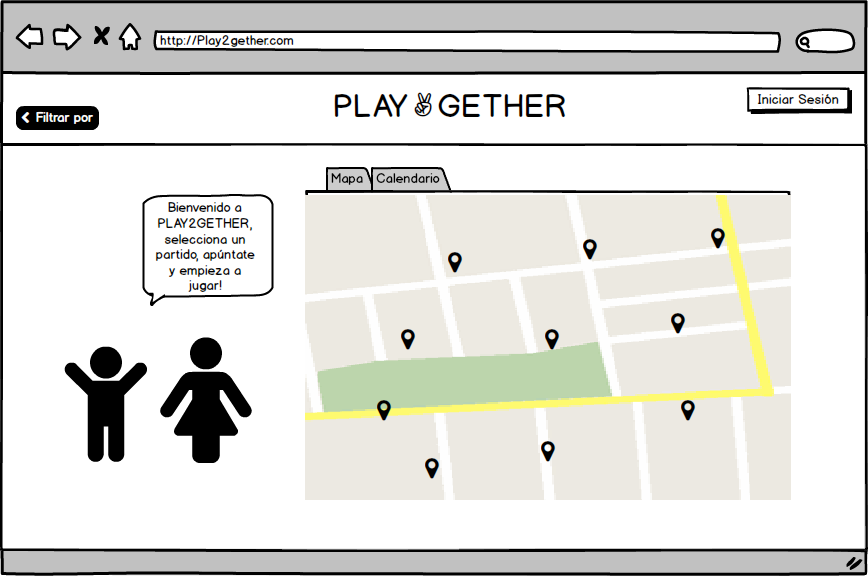 http://Play2gether.com
PLAY✌GETHER
Iniciar Sesión
Filtrar por
Mapa
Calendario
Bienvenido a
PLAY2GETHER,
selecciona un
partido, apúntate
y empieza a
jugar!